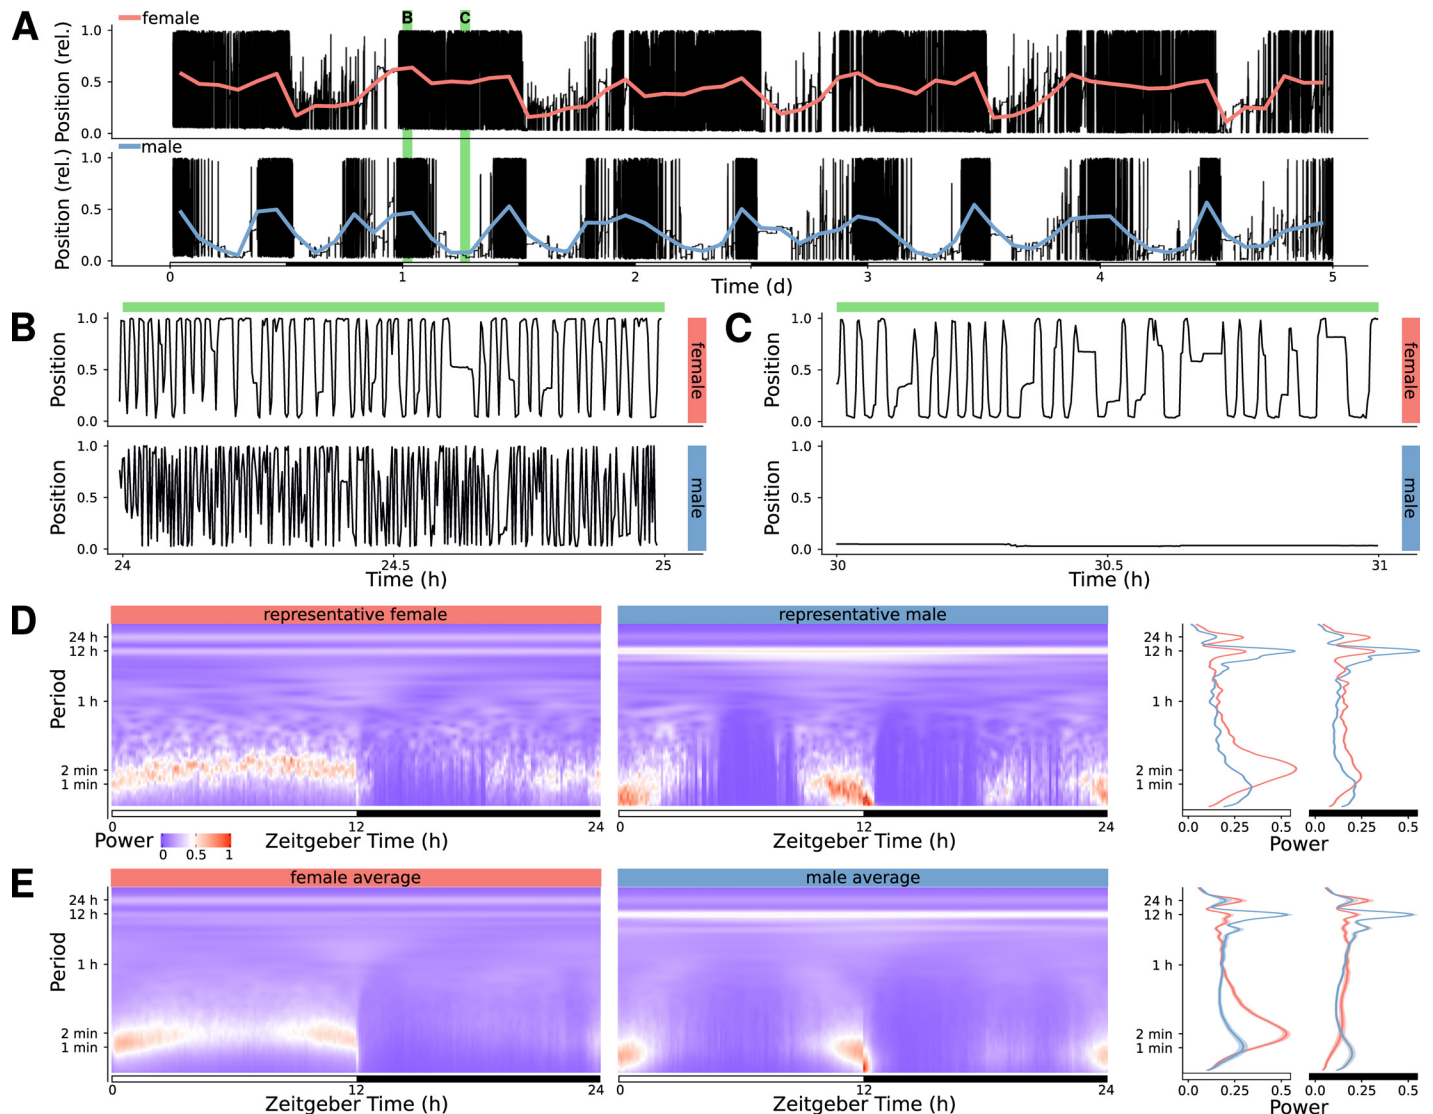 A
female
B
C
Position (rel.)
1.0
0.5
0.0
male
Position (rel.)
1.0
0.5
0.0
0
1
2
3
4
5
Time (d)
B
Position
1.0
0.5
0.0
female
Position
1.0
0.5
0.0
male
24
24.5
25
Time (h)
C
Position
1.0
0.5
0.0
female
Position
1.0
0.5
0.0
male
30
30.5
31
Time (h)
D
representative female
representative male
Period
24 h
12 h
1 h
2 min
1 min
0
12
24
Zeitgeber Time (h)
0
12
24
Zeitgeber Time (h)
Power
0
0.5
1
24 h
12 h
1 h
2 min
1 min
0.0
0.25
0.5
0.0
0.25
0.5
Power
E
female average
male average
Period
24 h
12 h
1 h
2 min
1 min
0
12
24
Zeitgeber Time (h)
0
12
24
Zeitgeber Time (h)
24 h
12 h
1 h
2 min
1 min
0.0
0.25
0.5
0.0
0.25
0.5
Power